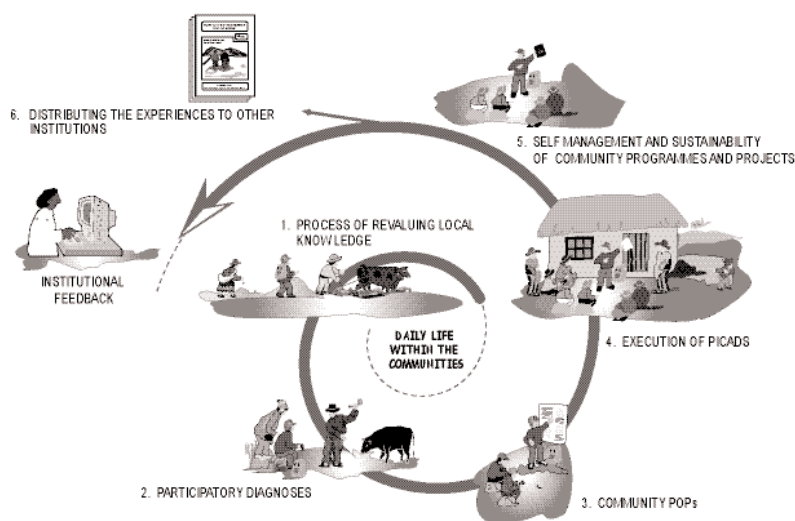 6. DISTRIBUTING THE EXPERIENCES TO OTHER
INSTITUTIONS
5. SELF MANAGEMENT AND SUSTAINABILITY
OF COMMUNITY PROGRAMMES AND PROJECTS
1. PROCESS OF REVALUING LOCAL
KNOWLEDGE
INSTITUTIONAL
FEEDBACK
DAILY LIFE
WITHIN THE
COMMUNITIES
4. EXECUTION OF PICADS
2. PARTICIPATORY DIAGNOSES
3. COMMUNITY POPs